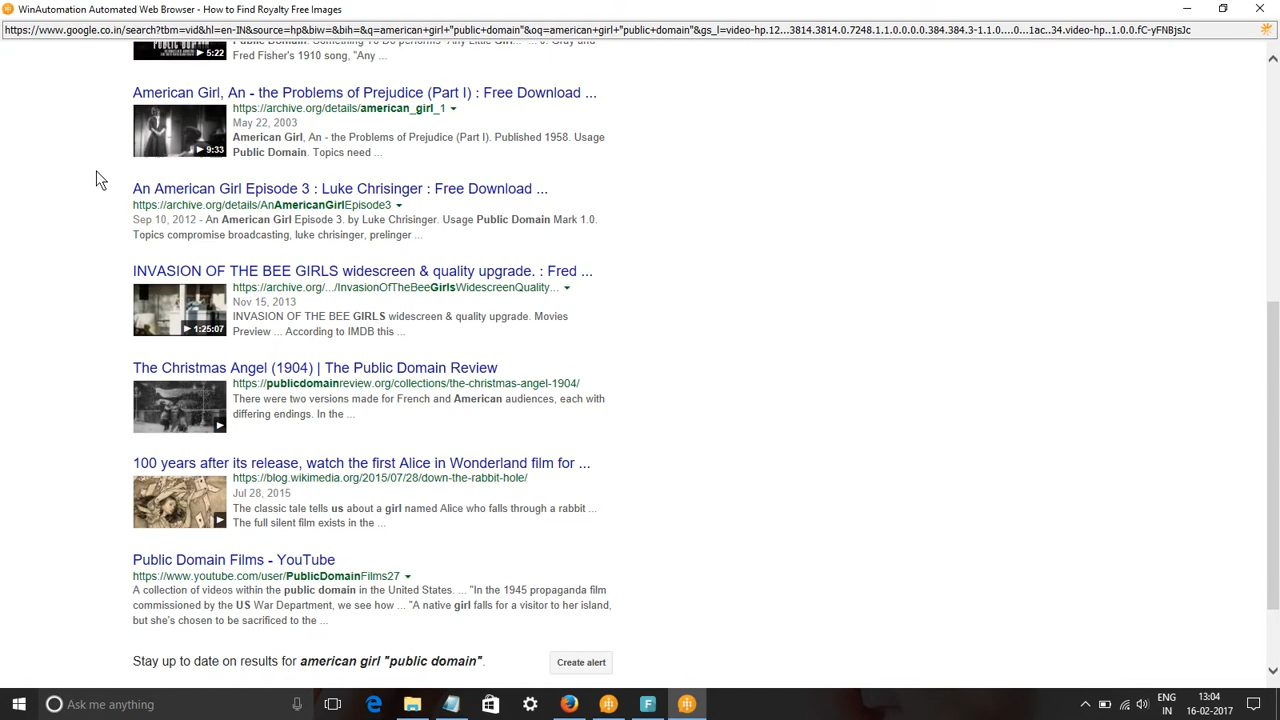 WinAutomation Automated Web Browser - How to Find Royalty Free Images
https://www.google.co.in/search?tbm=vid&hl=en-IN&source=hp&biw=&bih=&q=american+girl+"public+domain"&oq=american+girl+"public+domain"&gs_l=video-hp.12...3814.3814.0.7248.1.1.0.0.0.0.384.384.3-1.1.0....0...1ac..34.video-hp..1.0.0.fC-yFNBjsJc
5:22
Fred Fisher's 1910 song, "Any ...
American Girl, An - the Problems of Prejudice (Part I) : Free Download ...
https://archive.org/details/american_girl_1
May 22, 2003
American Girl, An - the Problems of Prejudice (Part I). Published 1958. Usage
9:33
Public Domain. Topics need ...
An American Girl Episode 3 : Luke Chrisinger : Free Download ...
https://archive.org/details/AnAmericanGirlEpisode3
Sep 10, 2012 - An American Girl Episode 3. by Luke Chrisinger. Usage Public Domain Mark 1.0.
Topics compromise broadcasting, luke chrisinger, prelinger ...
INVASION OF THE BEE GIRLS widescreen & quality upgrade. : Fred ...
https://archive.org/.../InvasionOfTheBeeGirlsWidescreenQuality...
Nov 15, 2013
INVASION OF THE BEE GIRLS widescreen & quality upgrade. Movies
1:25:07
Preview ... According to IMDB this ...
The Christmas Angel (1904) | The Public Domain Review
https://publicdomainreview.org/collections/the-christmas-angel-1904/
There were two versions made for French and American audiences, each with
differing endings. In the ...
100 years after its release, watch the first Alice in Wonderland film for ...
https://blog.wikimedia.org/2015/07/28/down-the-rabbit-hole/
Jul 28, 2015
The classic tale tells us about a girl named Alice who falls through a rabbit ...
The full silent film exists in the ...
Public Domain Films - YouTube
https://www.youtube.com/user/PublicDomainFilms27
A collection of videos within the public domain in the United States. ... "In the 1945 propaganda film
commissioned by the US War Department, we see how ... "A native girl falls for a visitor to her island,
but she's chosen to be sacrificed to the ...
Stay up to date on results for american girl "public domain".
Create alert
Ask me anything
ENG
IN
13:04
16-02-2017